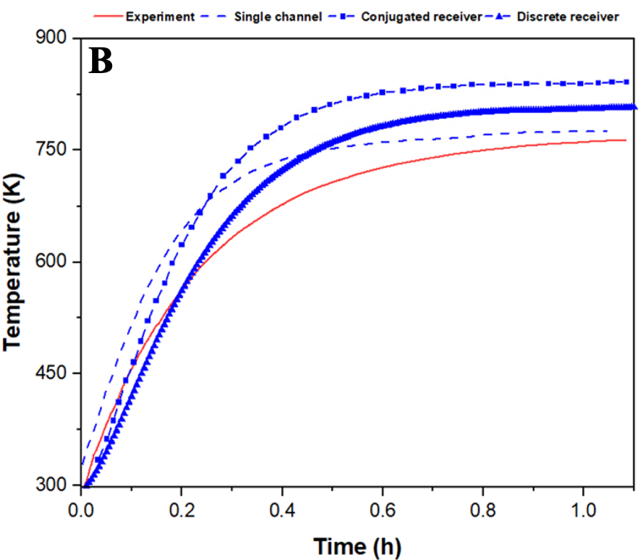 Experiment Single channel Conjugated receiver Discrete receiver
B
900
750
600
450
300
Temperature (K)
0.0 0.2 0.4 0.6 0.8 1.0
Time (h)